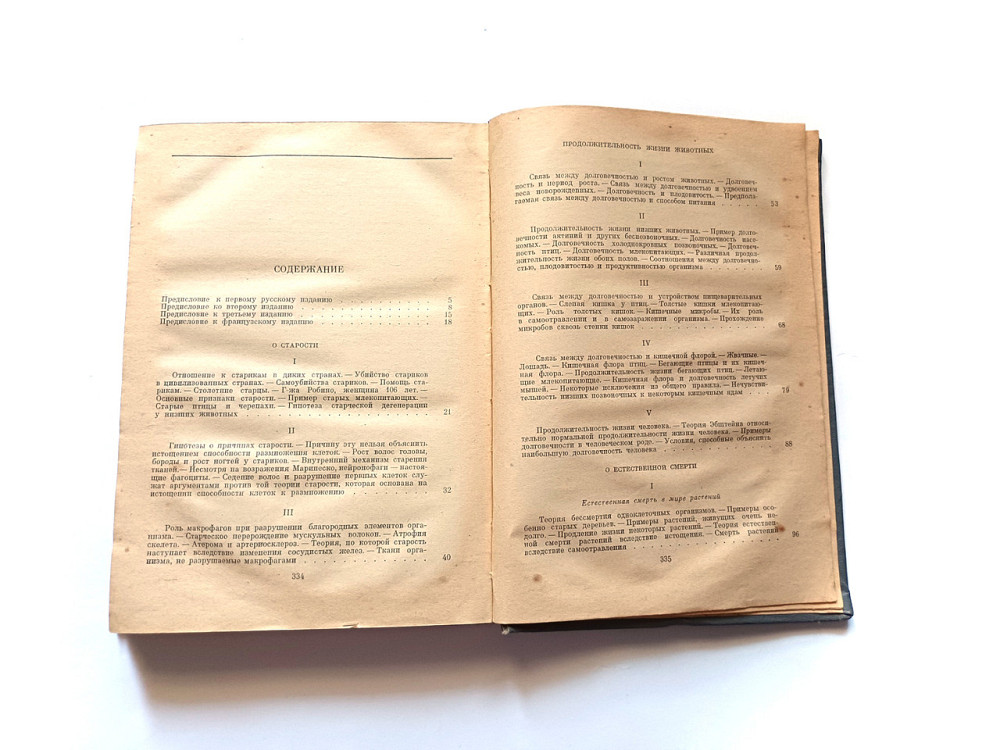 СОДЕРЖАНИЕ
Предисловие к первому русскому изданию . . . . . . . . . . . . 5
Предисловие ко второму изданию . . . . . . . . . . . . 8
Предисловие к третьему изданию . . . . . . . . . . . . 15
Предисловие к французскому изданию . . . . . . . . . . . . 18
О СТАРОСТИ
I
Отношение к старикам в диких странах. — Убийство стариков
в цивилизованных странах. — Самоубийства стариков. — Помощь ста-
рикам. — Столетние старцы. — Г-жа Робино, женщина 106 лет. —
Основные признаки старости. — Пример старых млекопитающих. —
Старые птицы и черепахи. — Гипотеза старческой дегенерации
у низших животных . . . . . . . . . . . . 21
II
Гипотезы о причинах старости. — Причину эту нельзя объяснить
истощением способности размножения клеток. — Рост волос головы,
бороды и рост ногтей у стариков. — Внутренний механизм старения
тканей. — Несмотря на возражения Маринеско, нейронофаги — настоя-
щие фагоциты. — Седение волос и разрушение нервных клеток слу-
жат аргументами против той теории старости, которая основана на
истощении способности клеток к размножению . . . . . . . . . 32
III
Роль макрофагов при разрушении благородных элементов орга-
низма. — Старческое перерождение мускульных волокон. — Атрофия
скелета. — Атерома и артериосклероз. — Теория, по которой старость
наступает вследствие изменения сосудистых желез. — Ткани орга-
низма, не разрушаемые макрофагами . . . . . . . . . . . . 40
334
ПРОДОЛЖИТЕЛЬНОСТЬ ЖИЗНИ ЖИВОТНЫХ
I
Связь между долговечностью и ростом животных. — Долговеч-
ность и период роста. — Связь между долговечностью и удвоением
веса новорожденных. — Долговечность и плодовитость. — Предпола-
гаемая связь между долговечностью и способом питания . . . . . 53
II
Продолжительность жизни низших животных. — Пример долго-
вечности актиний и других беспозвоночных. — Долговечность насе-
комых. — Долговечность холоднокровных позвоночных. — Долговеч-
ность птиц. — Долговечность млекопитающих. — Различная продол-
жительность жизни обоих полов. — Соотношения между долговечно-
стью, плодовитостью и продуктивностью организма . . . . . . . 59
III
Связь между долговечностью и устройством пищеварительных
органов. — Слепая кишка у птиц. — Толстые кишки млекопитаю-
щих. — Роль толстых кишок. — Кишечные микробы. — Их роль
в самоотравлении и в самозаражении организма. — Прохождение
микробов сквозь стенки кишок . . . . . . . . . . . . 68
IV
Связь между долговечностью и кишечной флорой. — Жвачные. —
Лошадь. — Кишечная флора птиц. — Бегающие птицы и их кишеч-
ная флора. — Продолжительность жизни бегающих птиц. — Летаю-
щие млекопитающие. — Кишечная флора и долговечность летучих
мышей. — Некоторые исключения из общего правила. — Нечувстви-
тельность низших позвоночных к некоторым кишечным ядам . . . . 79
V
Продолжительность жизни человека. — Теория Эбштейна относи-
тельно нормальной продолжительности жизни человека. — Примеры
долговечности в человеческом роде. — Условия, способные объяснить
наибольшую долговечность человека . . . . . . . . . . . . 88
О ЕСТЕСТВЕННОЙ СМЕРТИ
I
Естественная смерть в мире растений
Теория бессмертия одноклеточных организмов. — Примеры осо-
бенно старых деревьев. — Примеры растений, живущих очень не-
долго. — Продление жизни некоторых растений. — Теория естествен-
ной смерти растений вследствие истощения. — Смерть растений
вследствие самоотравления . . . . . . . . . . . . 96
335